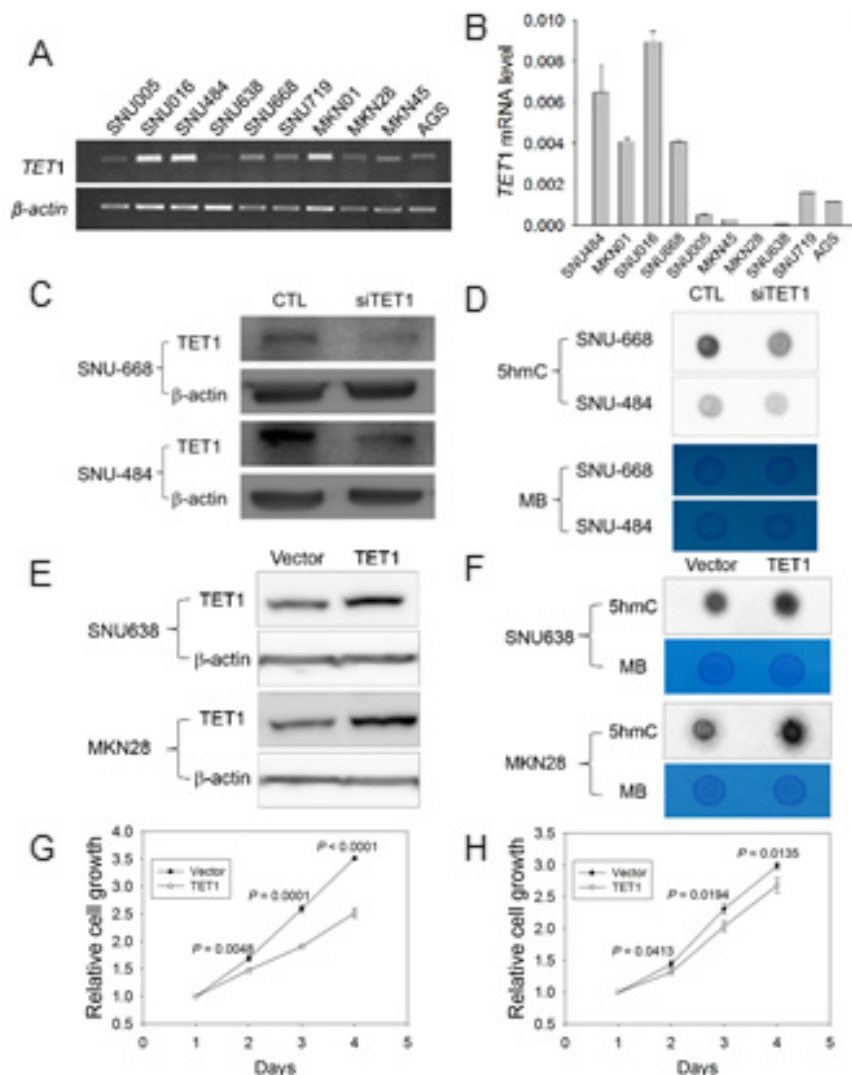 A
SNU005 SNU016 SNU484 SNU638 SNU668 SNU719 MKN01 MKN28 MKN45 AGS
TET1
β-actin
B
TET1 mRNA level
0.010
0.008
0.006
0.004
0.002
0.000
SNU484 MKN01 SNU016 SNU668 SNU005 MKN45 MKN28 SNU638 SNU719 AGS
C
CTL siTET1
SNU-668
TET1
β-actin
SNU-484
TET1
β-actin
D
CTL siTET1
5hmC
SNU-668
SNU-484
MB
SNU-668
SNU-484
E
Vector TET1
SNU638
TET1
β-actin
MKN28
TET1
β-actin
F
Vector TET1
SNU638
5hmC
MB
MKN28
5hmC
MB
G
Relative cell growth
4.0
3.5
3.0
2.5
2.0
1.5
1.0
0.5
Vector
TET1
P = 0.0048
P = 0.0001
P < 0.0001
0 1 2 3 4 5
Days
H
Relative cell growth
3.5
3.0
2.5
2.0
1.5
1.0
0.5
Vector
TET1
P = 0.0413
P = 0.0194
P = 0.0135
0 1 2 3 4 5
Days